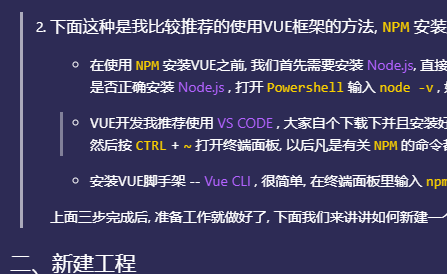 2. 下面这种是我比较推荐的使用VUE框架的方法, NPM 安装
在使用 NPM 安装VUE之前, 我们首先需要安装 Node.js, 直接
是否正确安装 Node.js , 打开 Powershell 输入 node -v , 如
VUE开发我推荐使用 VS CODE , 大家自个下载下并且安装好
然后按 CTRL + ~ 打开终端面板, 以后凡是有关 NPM 的命令都
安装VUE脚手架 -- Vue CLI , 很简单, 在终端面板里输入 npm
上面三步完成后, 准备工作就做好了, 下面我们来讲讲如何新建一个
二、新建工程